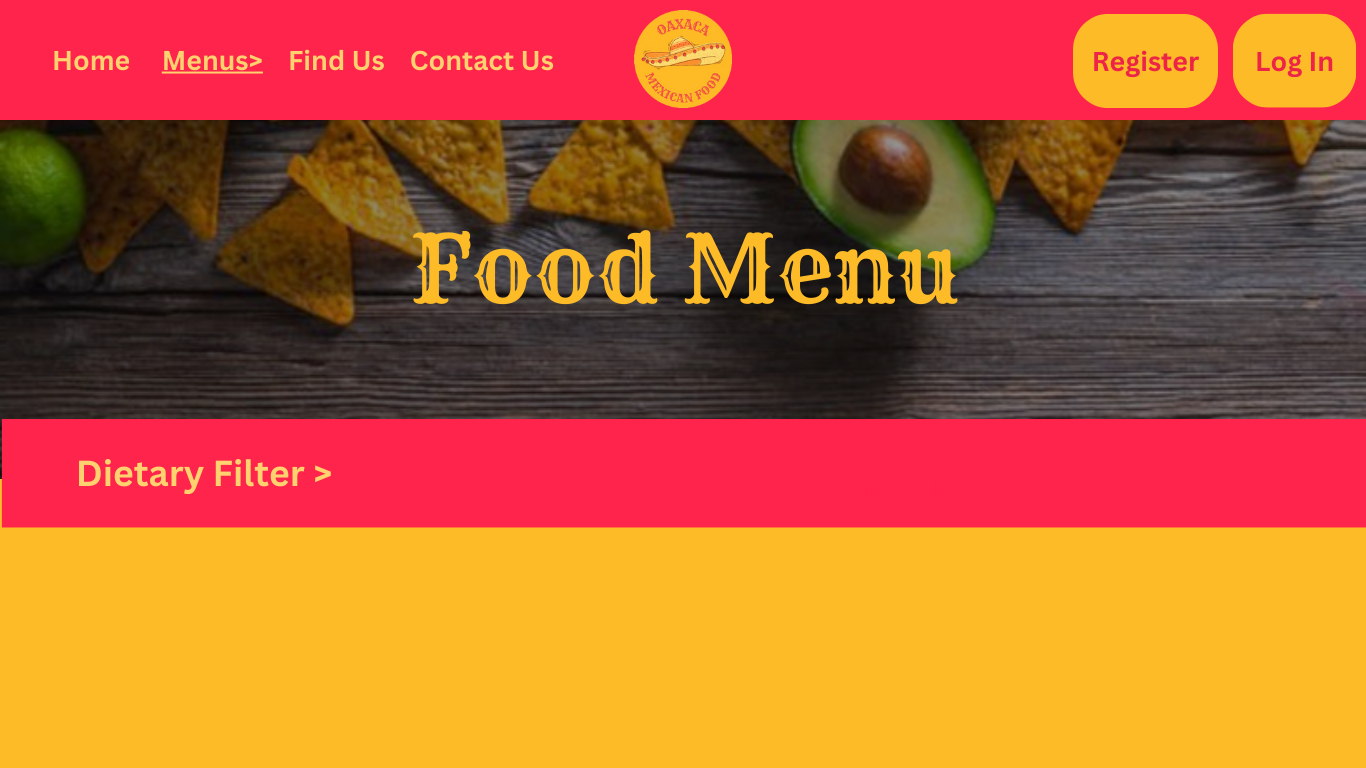 Home Menus> Find Us Contact Us
OAXACA
MEXICAN FOOD
Register Log In
Food Menu
Dietary Filter >